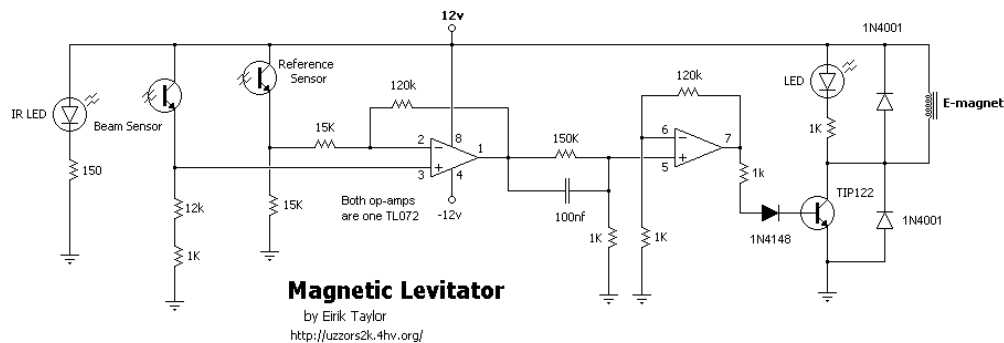 12v
1N4001
Reference
Sensor
120k
120k
LED
IR LED
Beam Sensor
E-magnet
15K
8
2
1
150K
6
7
1K
150
3
4
5
1k
TIP122
12k
15K
Both op-amps
are one TL072
-12v
100nf
1N4001
1K
1K
1K
1N4148
Magnetic Levitator
by Eirik Taylor
http://uzzors2k.4hv.org/